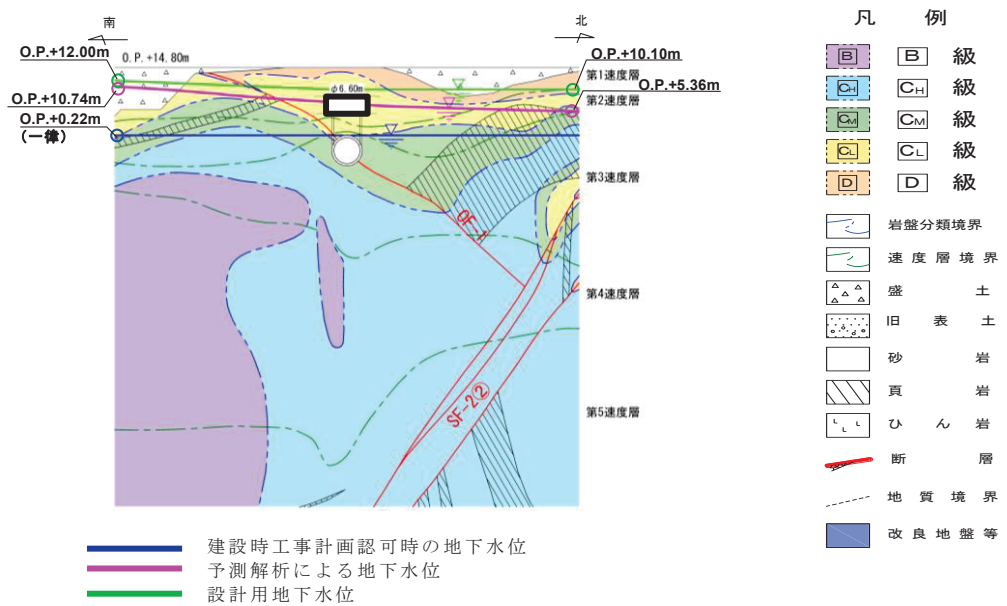 南
北
O.P.+12.00m
O.P.+14.80m
O.P.+10.10m
第1速度層
O.P.+5.36m
φ6.60m
第2速度層
O.P.+10.74m
O.P.+0.22m
(一律)
第3速度層
OF-4
第4速度層
SF-2②
第5速度層
建設時工事計画認可時の地下水位
予測解析による地下水位
設計用地下水位
凡 例
B B 級
CH CH 級
CM CM 級
CL CL 級
D D 級
岩盤分類境界
速度層境界
盛土
旧表土
砂岩
頁岩
ひん岩
断層
地質境界
改良地盤等